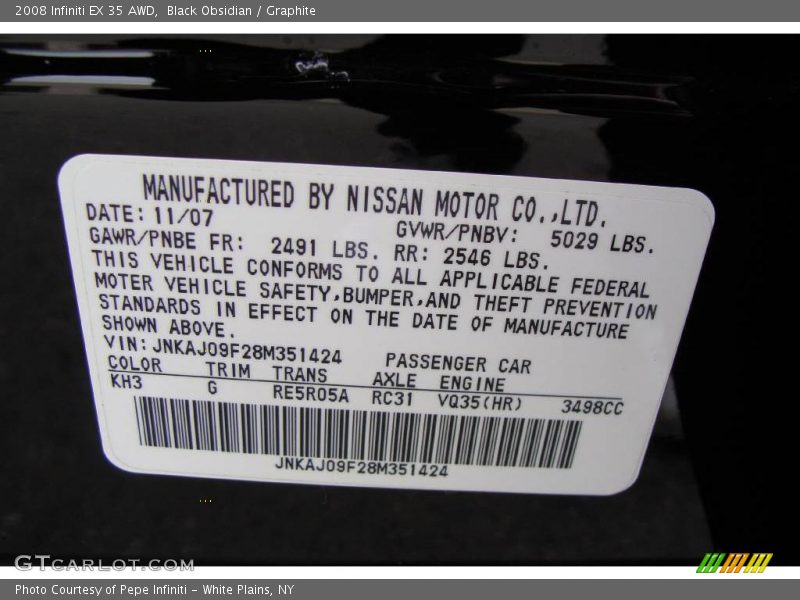 2008 Infiniti EX 35 AWD, Black Obsidian / Graphite
MANUFACTURED BY NISSAN MOTOR CO.,LTD.
DATE: 11/07 GVWR/PNBV: 5029 LBS.
GAWR/PNBE FR: 2491 LBS. RR: 2546 LBS.
THIS VEHICLE CONFORMS TO ALL APPLICABLE FEDERAL
MOTER VEHICLE SAFETY,BUMPER,AND THEFT PREVENTION
STANDARDS IN EFFECT ON THE DATE OF MANUFACTURE
SHOWN ABOVE.
VIN: JNKAJ09F28M351424 PASSENGER CAR
COLOR TRIM TRANS AXLE ENGINE
KH3 G RE5R05A RC31 VQ35(HR) 3498CC
JNKAJ09F28M351424
GTCARLOT.COM
Photo Courtesy of Pepe Infiniti - White Plains, NY